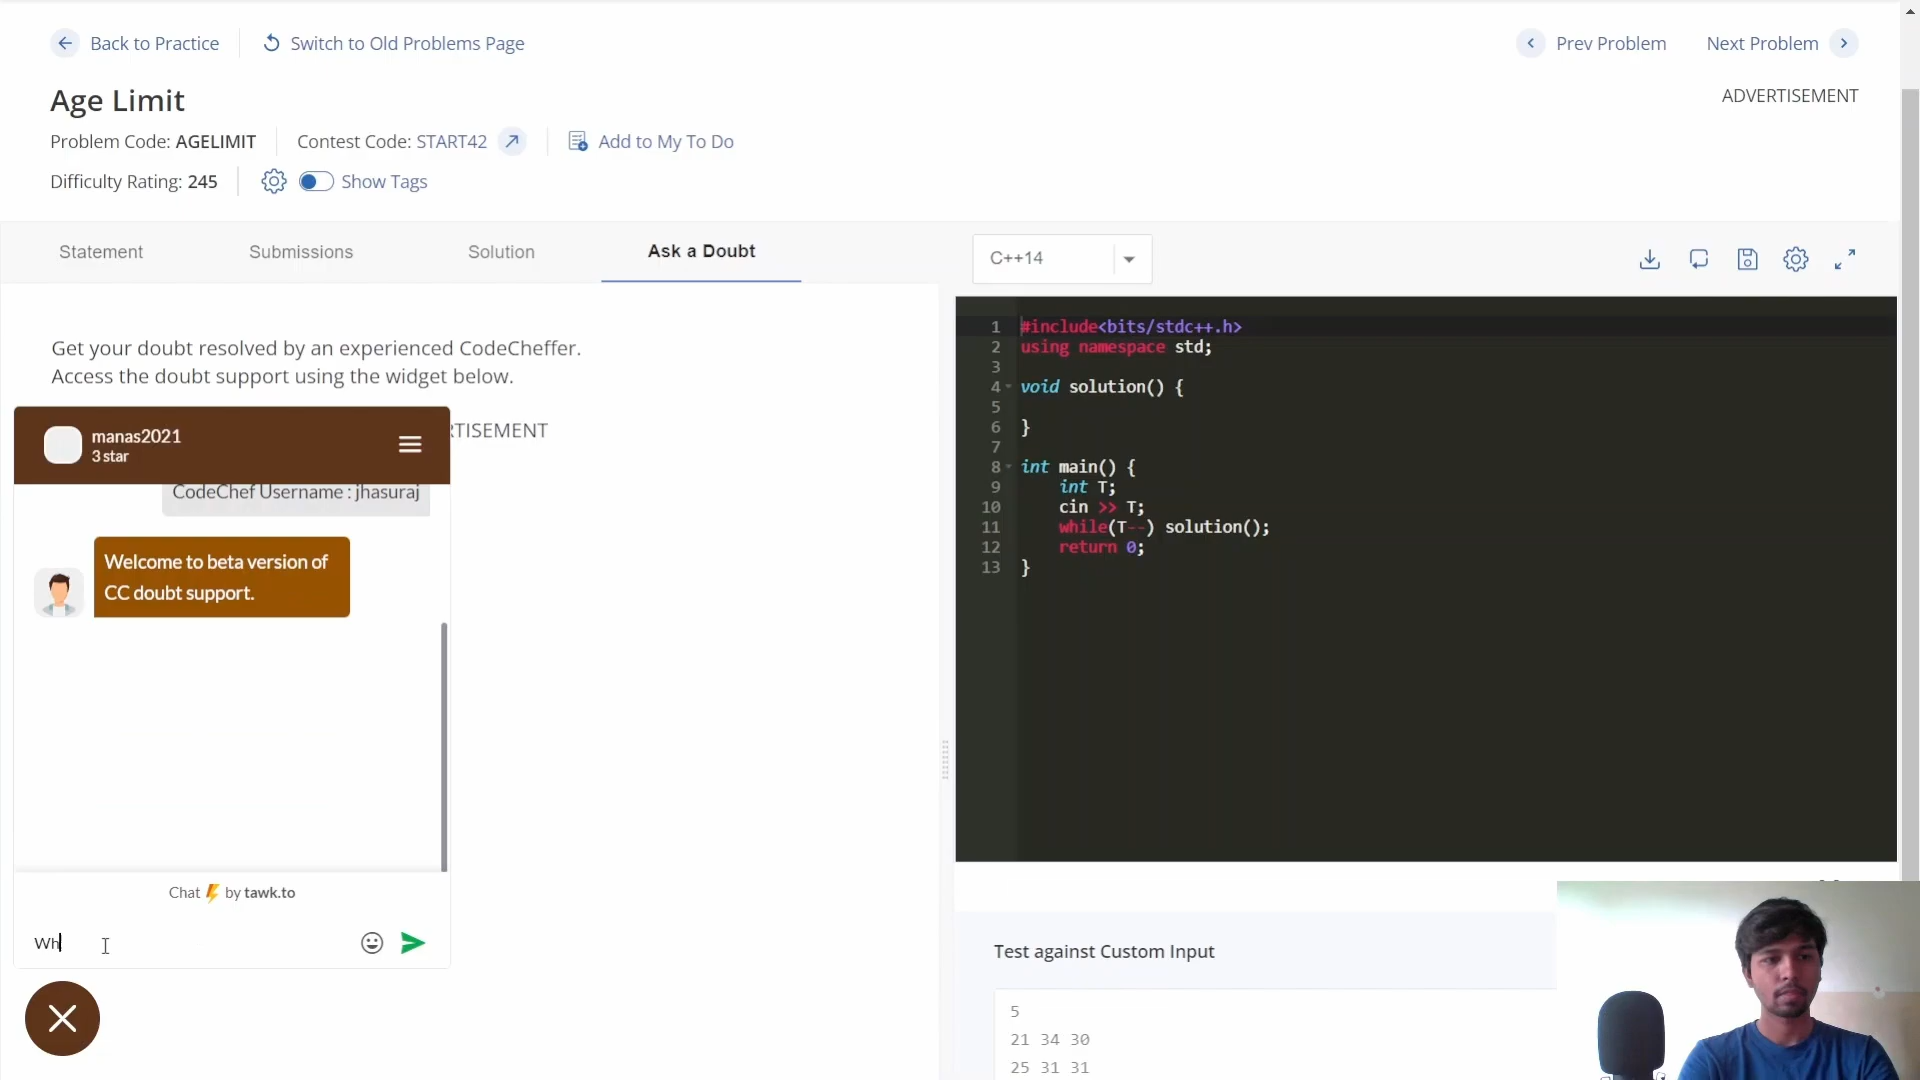 Back to Practice
Switch to Old Problems Page
Prev Problem
Next Problem
Age Limit
ADVERTISEMENT
Problem Code: AGELIMIT
Contest Code: START42
Add to My To Do
Difficulty Rating: 245
Show Tags
Statement
Submissions
Solution
Ask a Doubt
C++14
Get your doubt resolved by an experienced CodeCheffer.
Access the doubt support using the widget below.
RTISEMENT
manas2021
3 star
CodeChef Username : jhasuraj
Welcome to beta version of
CC doubt support.
Chat by tawk.to
Wh
1 #include<bits/stdc++.h>
2 using namespace std;
3
4 void solution() {
5
6 }
7
8 int main() {
9 int T;
10 cin >> T;
11 while(T--) solution();
12 return 0;
13 }
Test against Custom Input
5
21 34 30
25 31 31